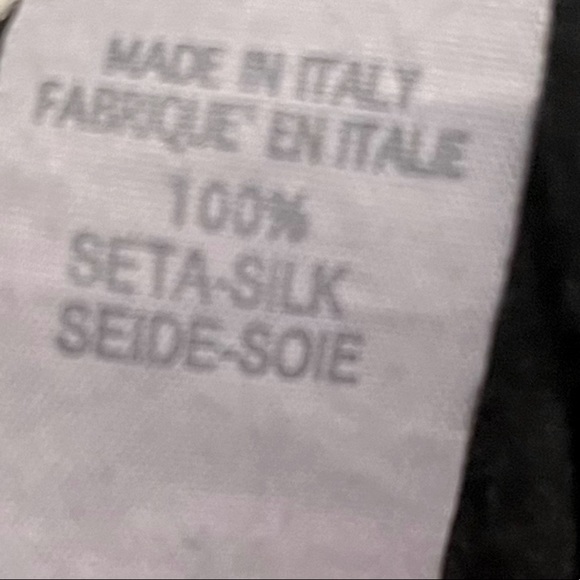 MADE IN ITALY
FABRIQUE' EN ITALIE
100%
SETA-SILK
SEIDE-SOIE